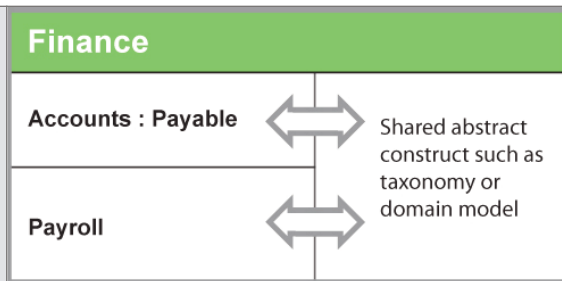 Finance
Accounts : Payable
Shared abstract
construct such as
taxonomy or
domain model
Payroll